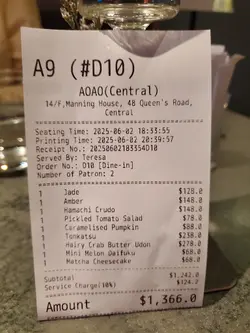 A9 (#D10)
AOAO(Central)
14/F,Manning House, 48 Queen's Road,
Central
Seating Time: 2025-06-02 18:33:55
Printing Time: 2025-06-02 20:39:57
Receipt No.: 20250602183354D10
Served By: Teresa
Order No.: D10 [Dine-in]
Number of Patron: 2
1 Jade $128.0
1 Amber $148.0
1 Hamachi Crudo $148.0
1 Pickled Tomato Salad $78.0
1 Caramelised Pumpkin $88.0
1 Tonkatsu $238.0
1 Hairy Crab Butter Udon $278.0
1 Mini Melon Daifuku $68.0
1 Matcha Cheesecake $68.0
Subtotal $1,242.0
Service Charge(10%) $124.2
Amount $1,366.0